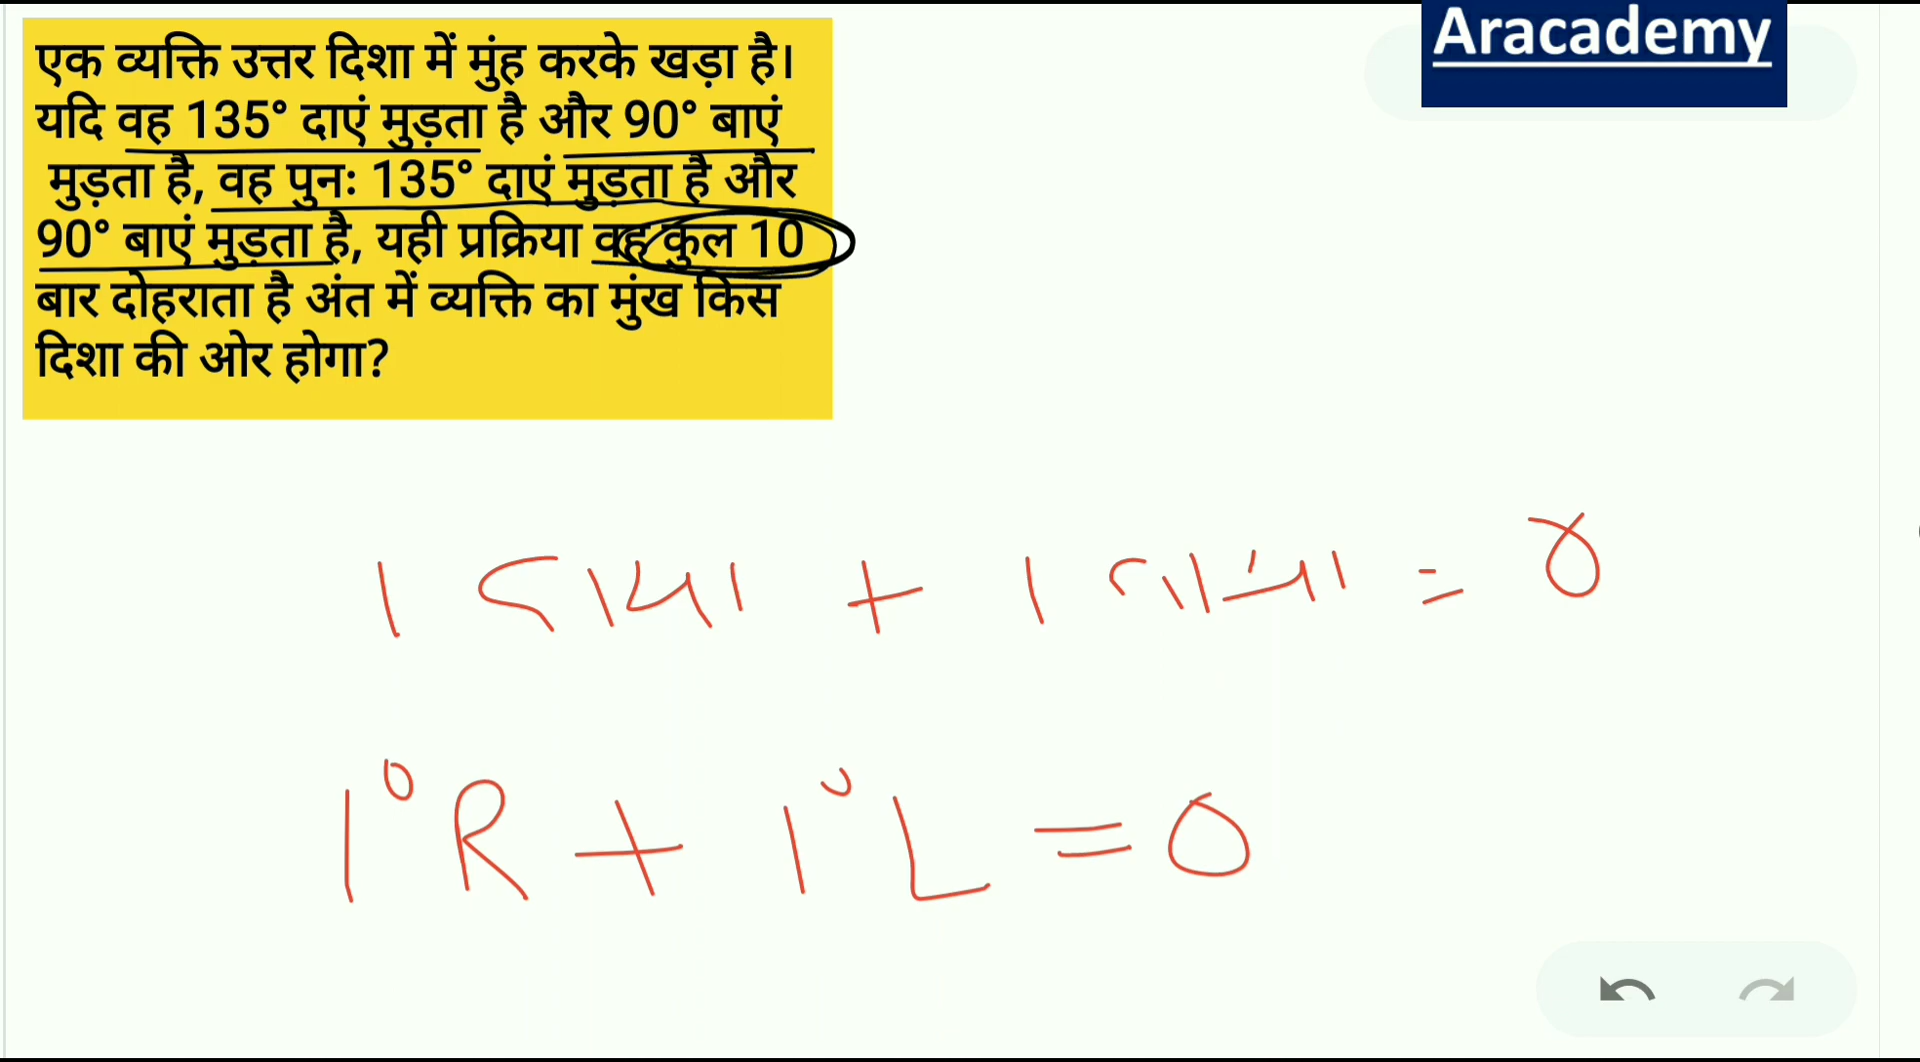 Aracademy
एक व्यक्ति उत्तर दिशा में मुंह करके खड़ा है।
यदि वह 135° दाएं मुड़ता है और 90° बाएं
मुड़ता है, वह पुनः 135° दाएं मुड़ता है और
90° बाएं मुड़ता है, यही प्रक्रिया वह कुल 10
बार दोहराता है अंत में व्यक्ति का मुंख किस
दिशा की ओर होगा?
1 + 1 = 0
1° R + 1° L = 0